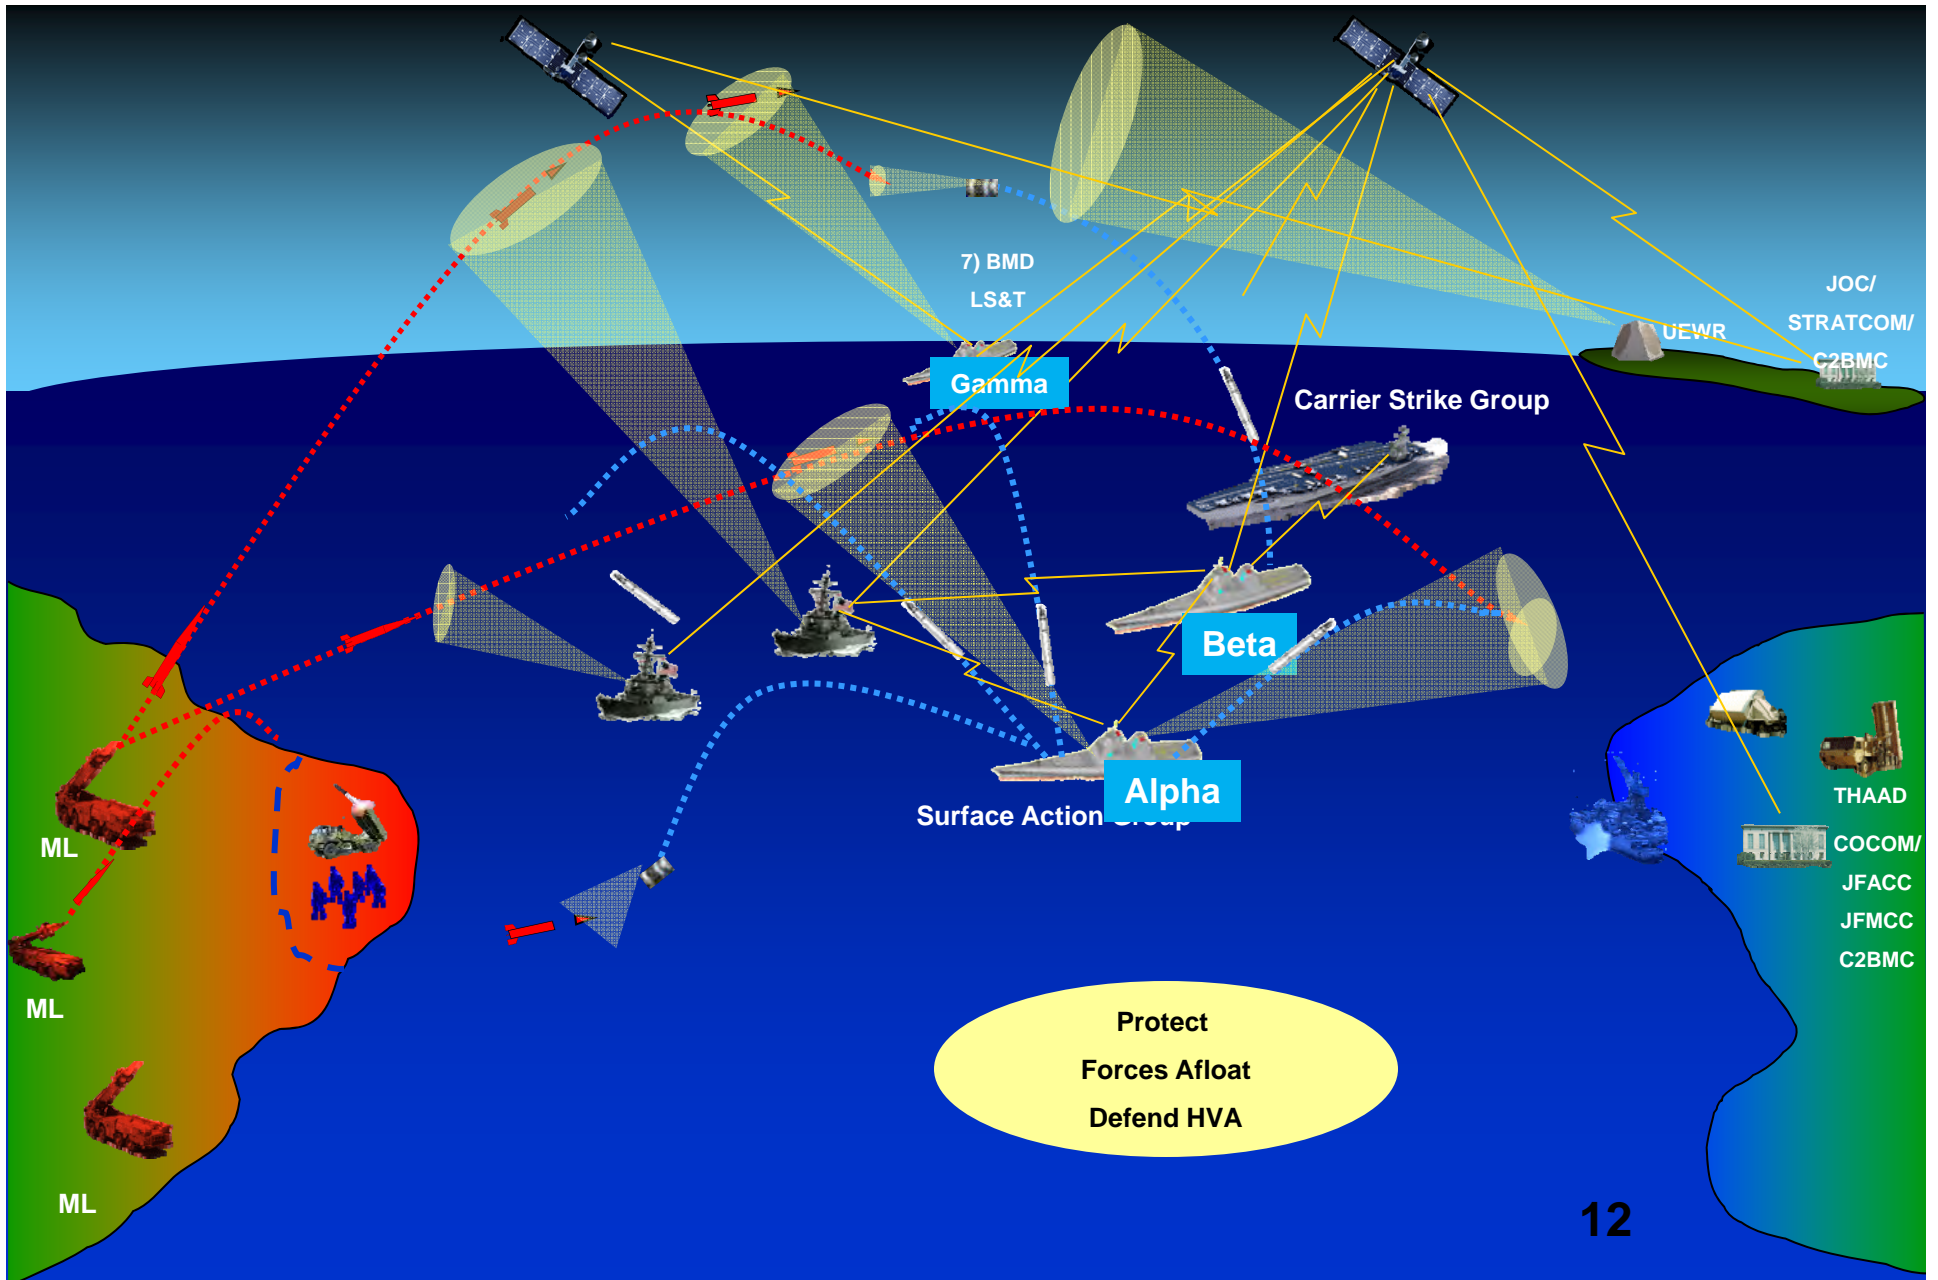 7) BMD
LS&T
JOC/
STRATCOM/
C2BMC
UEWR
Gamma
Carrier Strike Group
Beta
Alpha
Surface Action Group
THAAD
COCOM/
JFACC
JFMCC
C2BMC
ML
ML
ML
Protect
Forces Afloat
Defend HVA
12